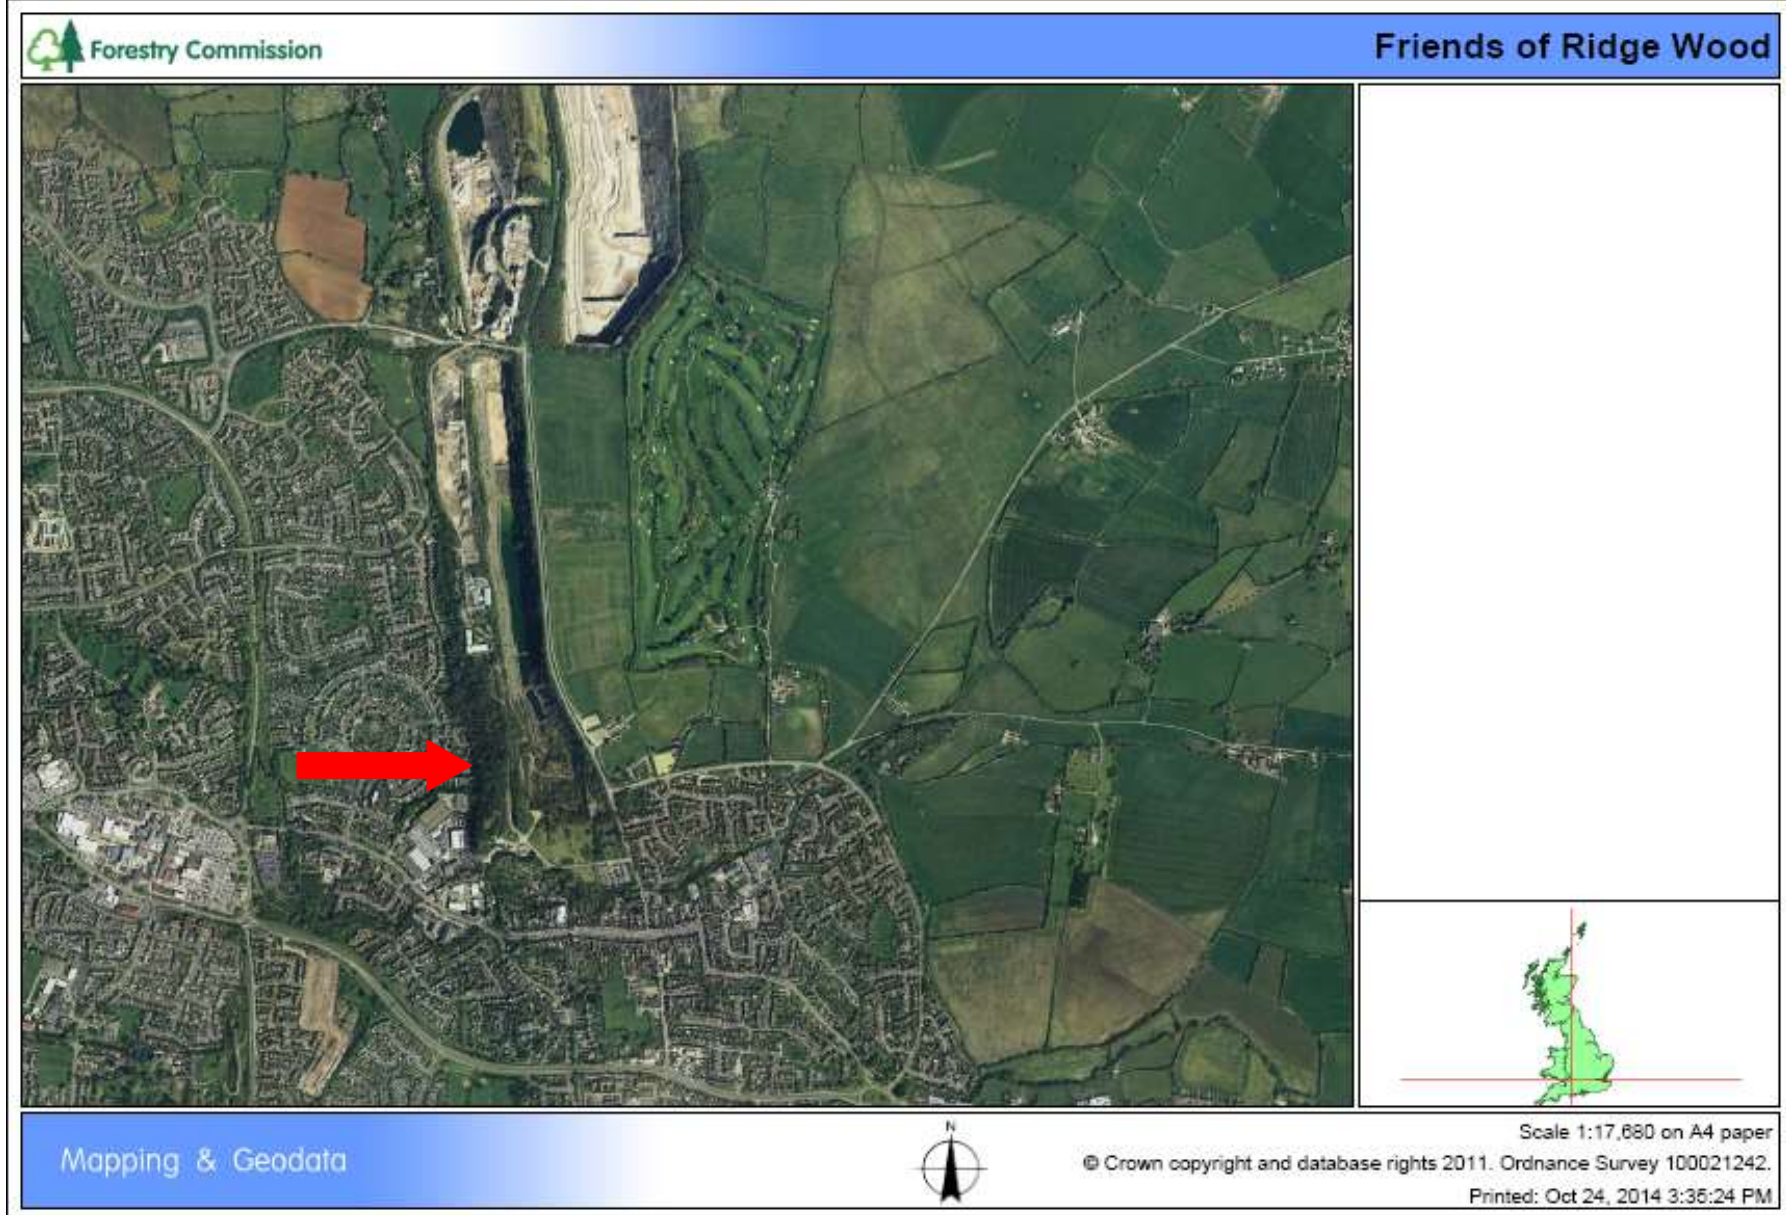 Forestry Commission
Friends of Ridge Wood
Mapping & Geodata
N
Scale 1:17,680 on A4 paper
© Crown copyright and database rights 2011. Ordnance Survey 100021242.
Printed: Oct 24, 2014 3:35:24 PM